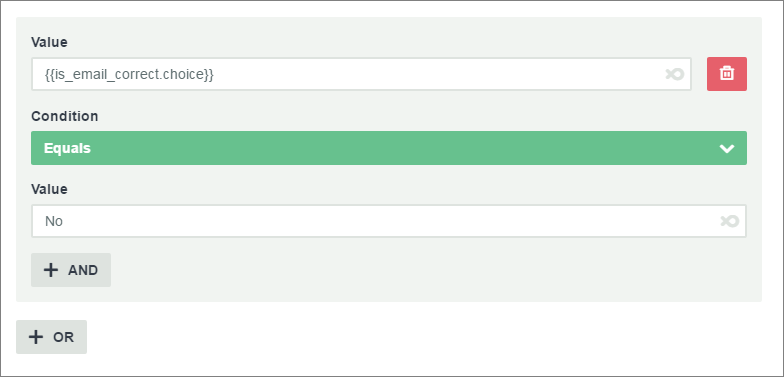 Value
{{is_email_correct.choice}}
Condition
Equals
Value
No
AND
OR